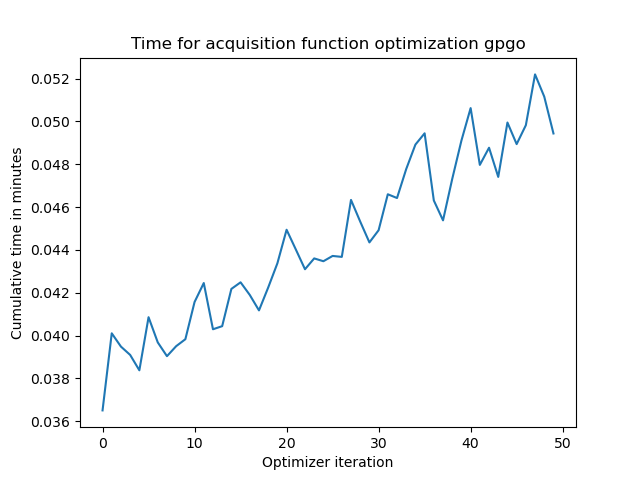 Time for acquisition function optimization gpgo
Cumulative time in minutes
0.052
0.050
0.048
0.046
0.044
0.042
0.040
0.038
0.036
0 10 20 30 40 50
Optimizer iteration